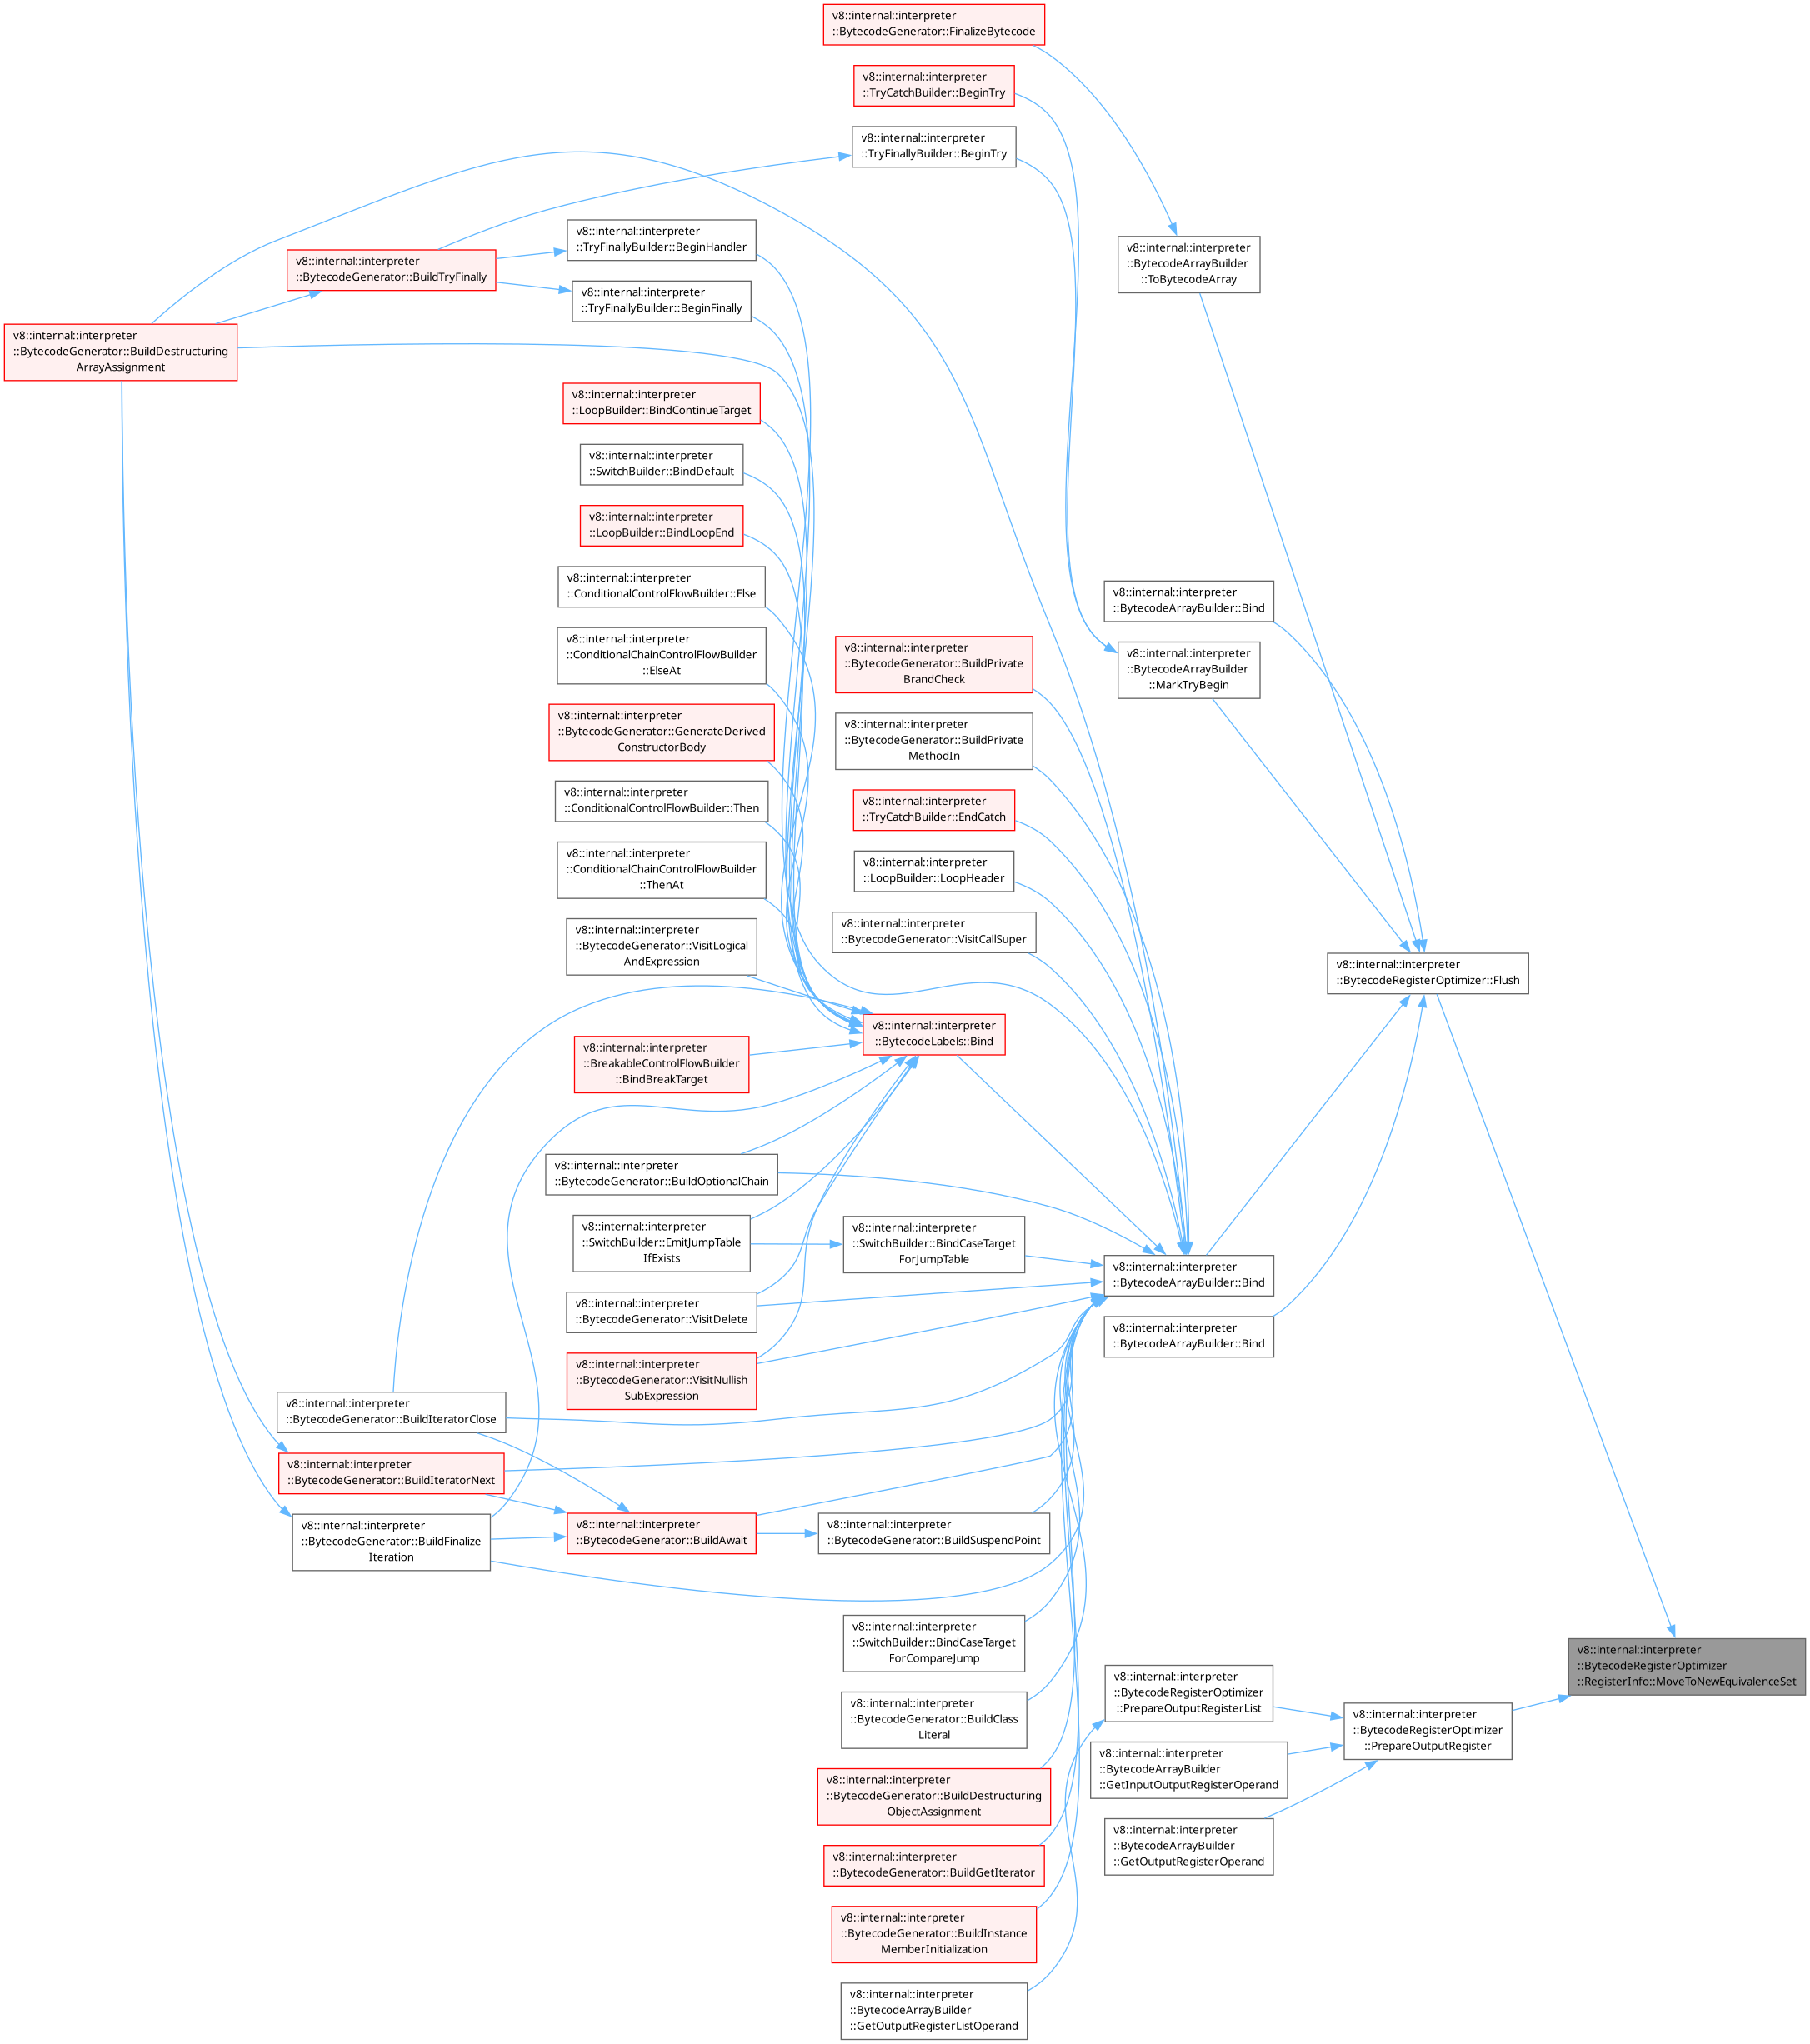 v8::internal::interpreter
::BytecodeGenerator::FinalizeBytecode
v8::internal::interpreter
::TryCatchBuilder::BeginTry
v8::internal::interpreter
::TryFinallyBuilder::BeginTry
v8::internal::interpreter
::TryFinallyBuilder::BeginHandler
v8::internal::interpreter
::BytecodeArrayBuilder
::ToBytecodeArray
v8::internal::interpreter
::BytecodeGenerator::BuildTryFinally
v8::internal::interpreter
::TryFinallyBuilder::BeginFinally
v8::internal::interpreter
::BytecodeGenerator::BuildDestructuring
ArrayAssignment
v8::internal::interpreter
::LoopBuilder::BindContinueTarget
v8::internal::interpreter
::SwitchBuilder::BindDefault
v8::internal::interpreter
::LoopBuilder::BindLoopEnd
v8::internal::interpreter
::ConditionalControlFlowBuilder::Else
v8::internal::interpreter
::BytecodeArrayBuilder::Bind
v8::internal::interpreter
::ConditionalChainControlFlowBuilder
::ElseAt
v8::internal::interpreter
::BytecodeGenerator::BuildPrivate
BrandCheck
v8::internal::interpreter
::BytecodeArrayBuilder
::MarkTryBegin
v8::internal::interpreter
::BytecodeGenerator::GenerateDerived
ConstructorBody
v8::internal::interpreter
::BytecodeGenerator::BuildPrivate
MethodIn
v8::internal::interpreter
::ConditionalControlFlowBuilder::Then
v8::internal::interpreter
::TryCatchBuilder::EndCatch
v8::internal::interpreter
::ConditionalChainControlFlowBuilder
::ThenAt
v8::internal::interpreter
::LoopBuilder::LoopHeader
v8::internal::interpreter
::BytecodeGenerator::VisitLogical
AndExpression
v8::internal::interpreter
::BytecodeGenerator::VisitCallSuper
v8::internal::interpreter
::BytecodeRegisterOptimizer::Flush
v8::internal::interpreter
::BytecodeLabels::Bind
v8::internal::interpreter
::BreakableControlFlowBuilder
::BindBreakTarget
v8::internal::interpreter
::BytecodeGenerator::BuildOptionalChain
v8::internal::interpreter
::SwitchBuilder::EmitJumpTable
IfExists
v8::internal::interpreter
::SwitchBuilder::BindCaseTarget
ForJumpTable
v8::internal::interpreter
::BytecodeArrayBuilder::Bind
v8::internal::interpreter
::BytecodeGenerator::VisitDelete
v8::internal::interpreter
::BytecodeArrayBuilder::Bind
v8::internal::interpreter
::BytecodeGenerator::VisitNullish
SubExpression
v8::internal::interpreter
::BytecodeGenerator::BuildIteratorClose
v8::internal::interpreter
::BytecodeGenerator::BuildIteratorNext
v8::internal::interpreter
::BytecodeGenerator::BuildFinalize
Iteration
v8::internal::interpreter
::BytecodeGenerator::BuildAwait
v8::internal::interpreter
::BytecodeGenerator::BuildSuspendPoint
v8::internal::interpreter
::SwitchBuilder::BindCaseTarget
ForCompareJump
v8::internal::interpreter
::BytecodeRegisterOptimizer
::RegisterInfo::MoveToNewEquivalenceSet
v8::internal::interpreter
::BytecodeRegisterOptimizer
::PrepareOutputRegisterList
v8::internal::interpreter
::BytecodeGenerator::BuildClass
Literal
v8::internal::interpreter
::BytecodeRegisterOptimizer
::PrepareOutputRegister
v8::internal::interpreter
::BytecodeArrayBuilder
::GetInputOutputRegisterOperand
v8::internal::interpreter
::BytecodeGenerator::BuildDestructuring
ObjectAssignment
v8::internal::interpreter
::BytecodeArrayBuilder
::GetOutputRegisterOperand
v8::internal::interpreter
::BytecodeGenerator::BuildGetIterator
v8::internal::interpreter
::BytecodeGenerator::BuildInstance
MemberInitialization
v8::internal::interpreter
::BytecodeArrayBuilder
::GetOutputRegisterListOperand